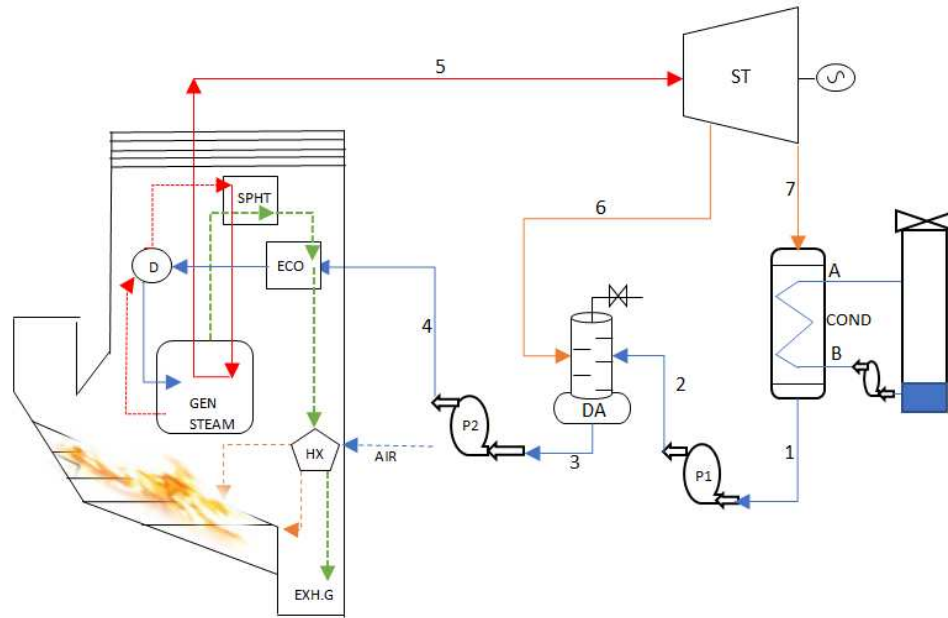 5
ST
SPHT
6
7
D
ECO
A
4
COND
2
B
GEN
STEAM
DA
P2
HX
AIR
3
P1
1
EXH.G